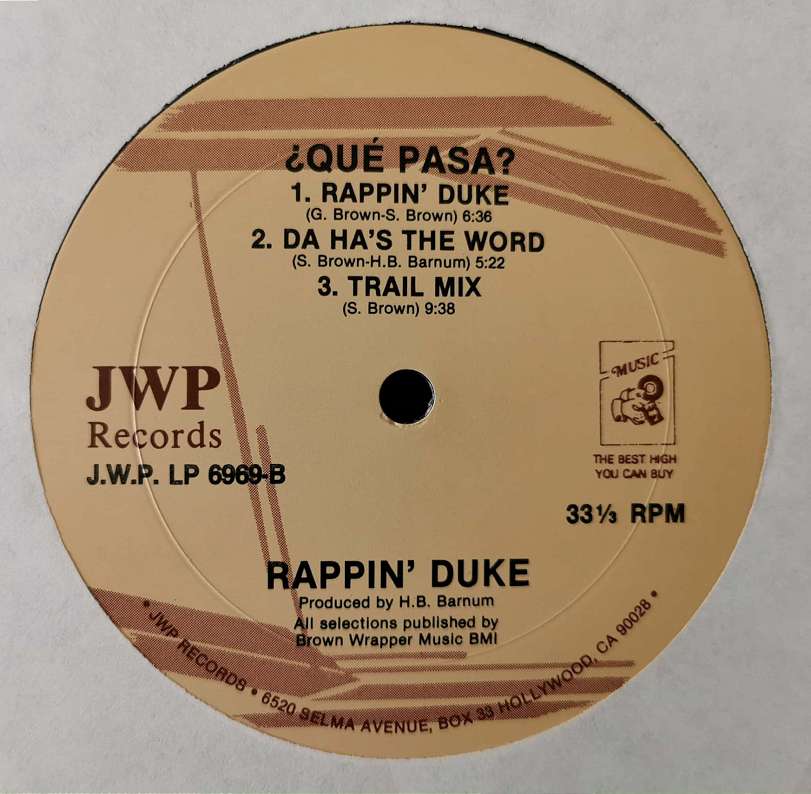 ¿QUÉ PASA?
1. RAPPIN' DUKE
(G. Brown-S. Brown) 6:36
2. DA HA'S THE WORD
(S. Brown-H.B. Barnum) 5:22
3. TRAIL MIX
(S. Brown) 9:38
JWP
Records
J.W.P. LP 6969-B
MUSIC
THE BEST HIGH
YOU CAN BUY
33⅓ RPM
RAPPIN' DUKE
Produced by H.B. Barnum
All selections published by
Brown Wrapper Music BMI
• JWP RECORDS • 6520 SELMA AVENUE, BOX 33 HOLLYWOOD, CA 90028 •